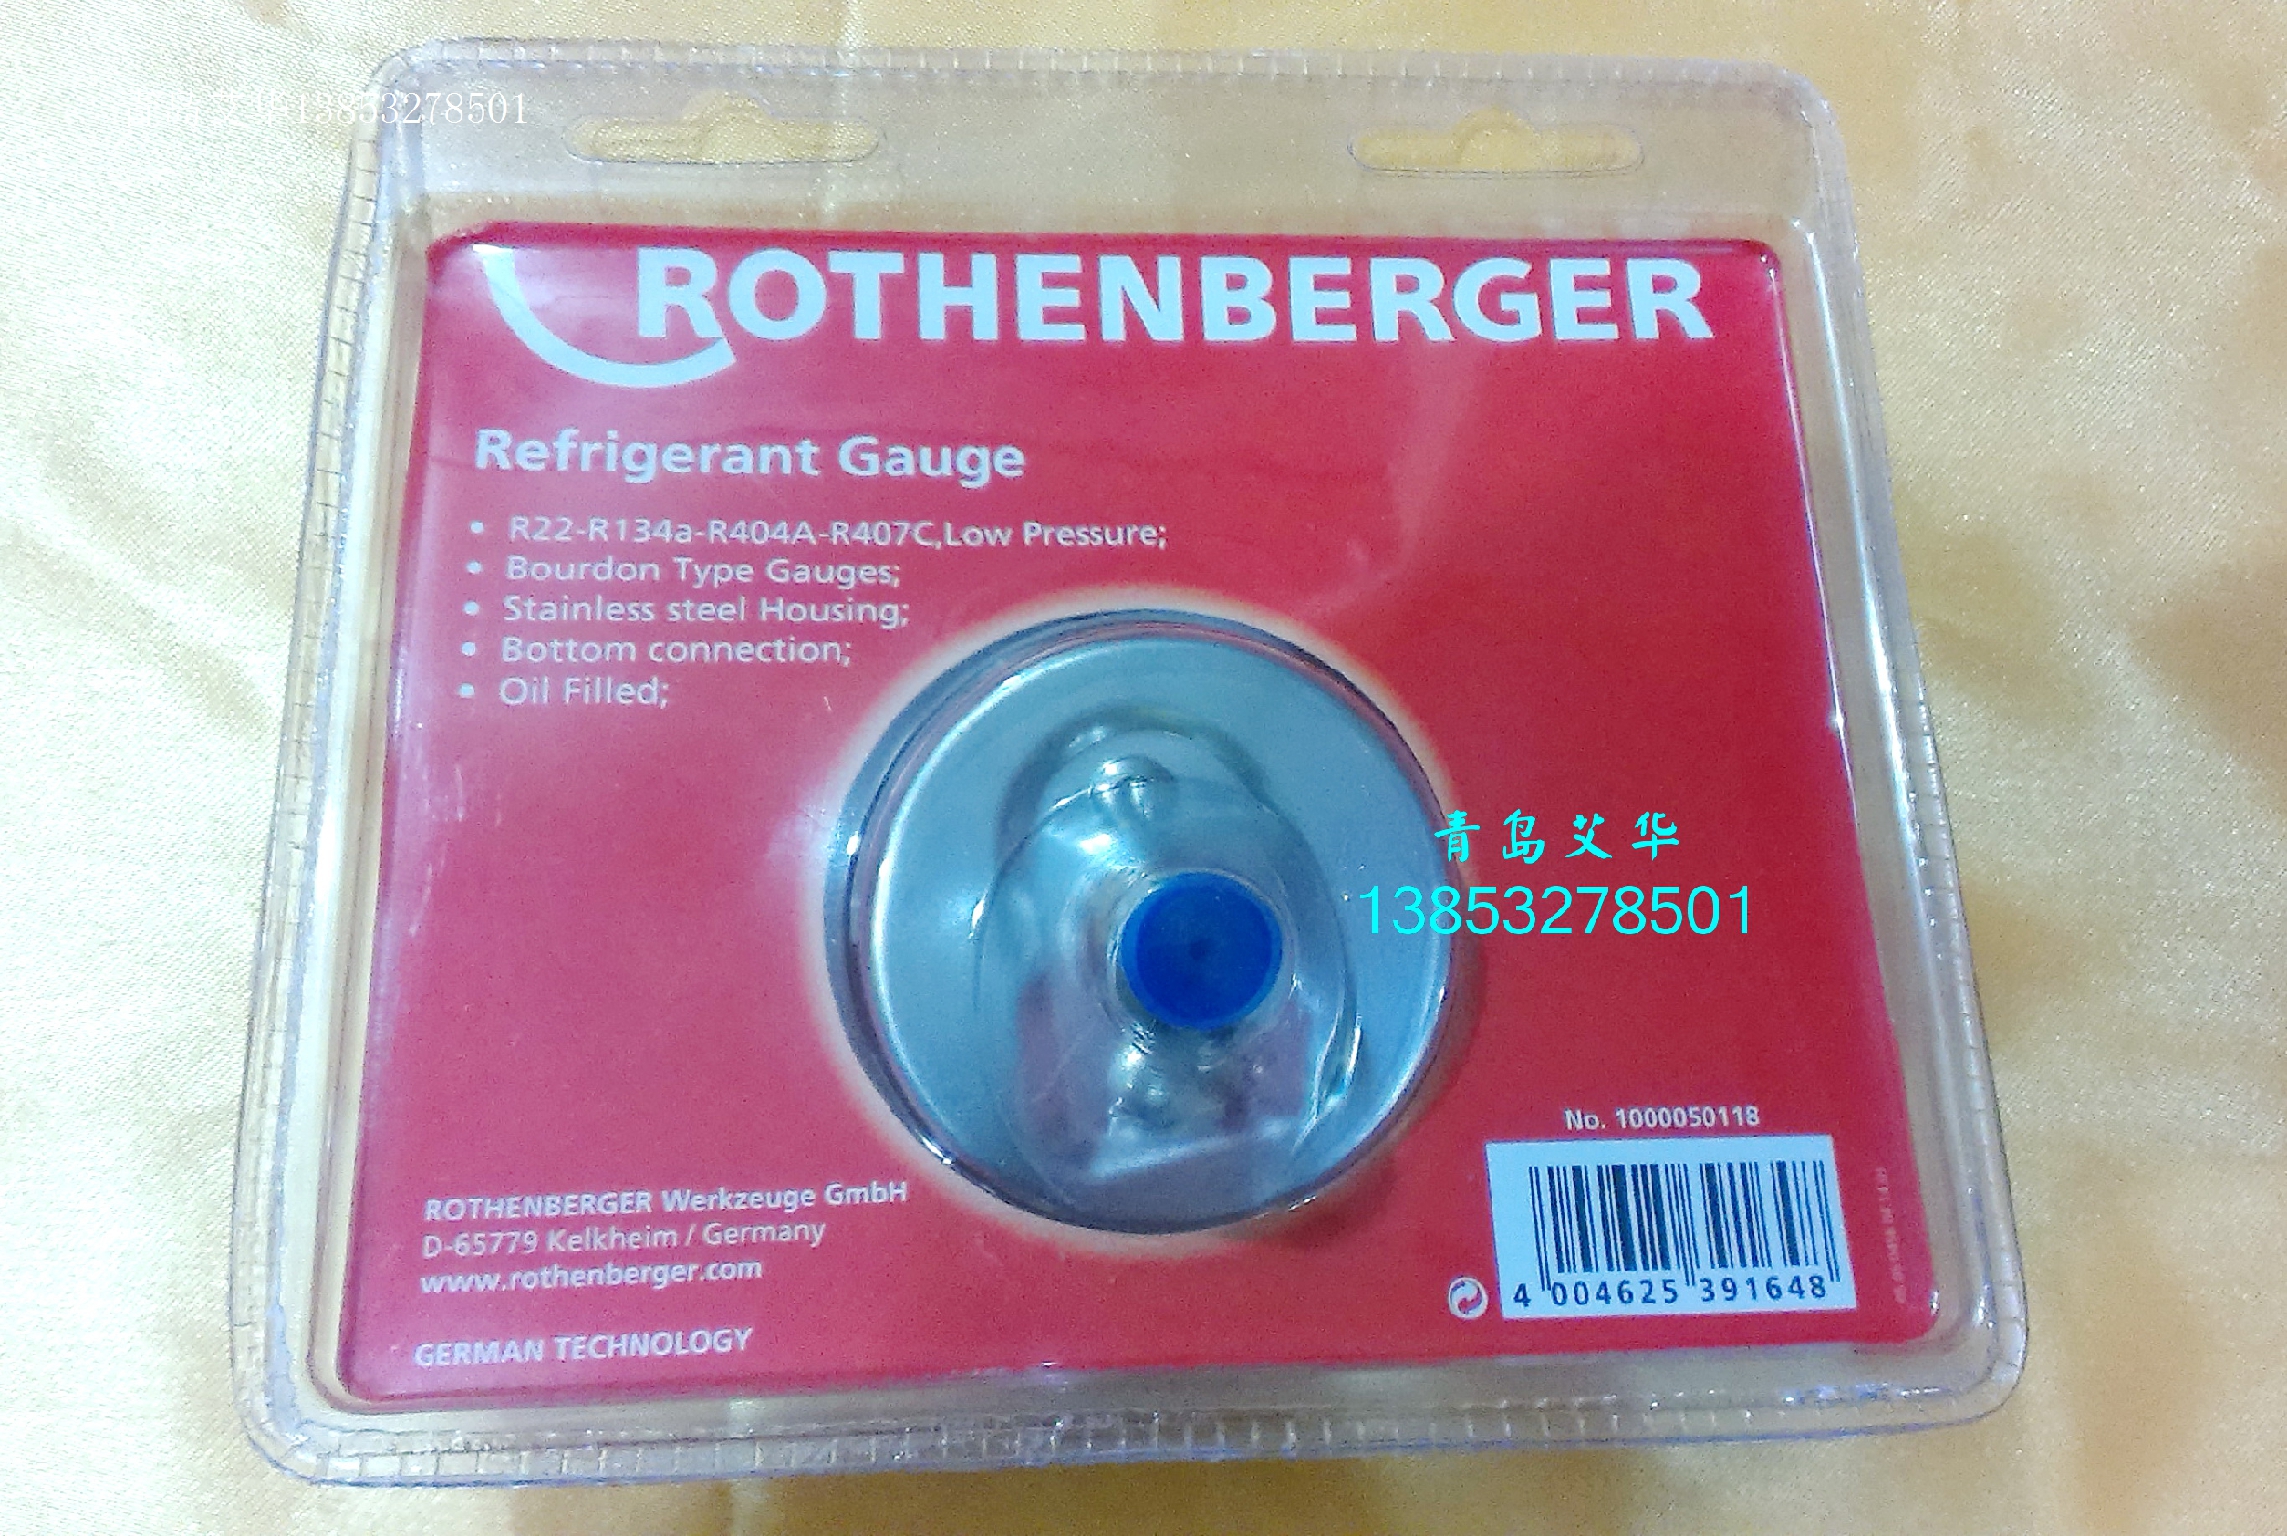 13853278501
ROTHENBERGER
Refrigerant Gauge
• R22-R134a-R404A-R407C,Low Pressure;
• Bourdon Type Gauges;
• Stainless steel Housing;
• Bottom connection;
• Oil Filled;
青岛艾华
13853278501
No. 1000050118
4 004625 391648
ROTHENBERGER Werkzeuge GmbH
D-65779 Kelkheim / Germany
www.rothenberger.com
GERMAN TECHNOLOGY